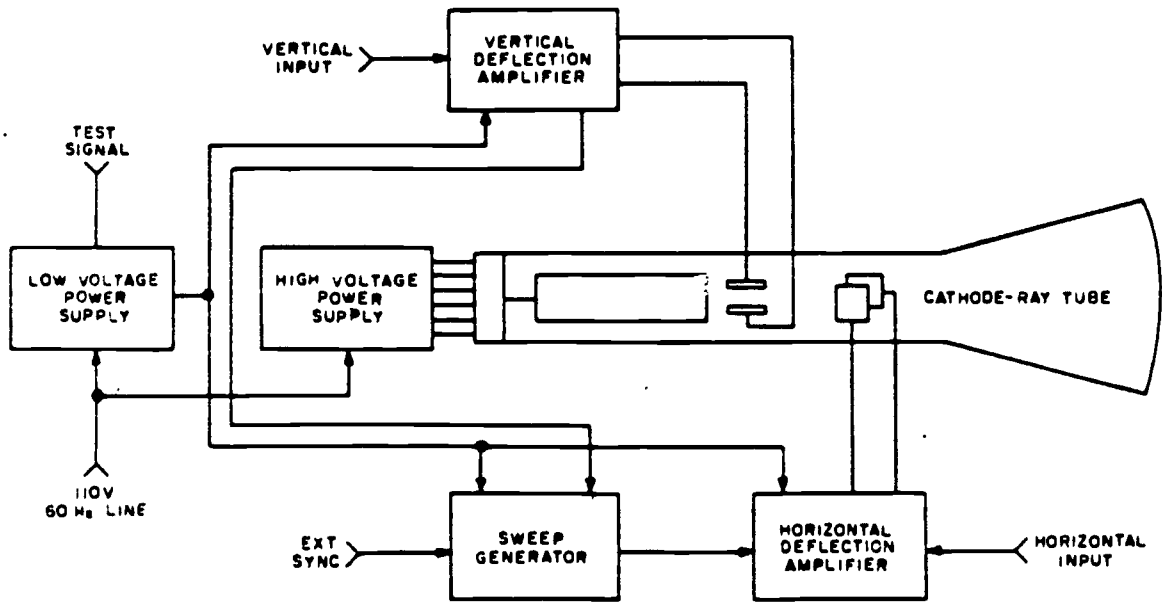 VERTICAL
INPUT
VERTICAL
DEFLECTION
AMPLIFIER
TEST
SIGNAL
LOW VOLTAGE
POWER
SUPPLY
HIGH VOLTAGE
POWER
SUPPLY
CATHODE-RAY TUBE
110V
60 Hz LINE
EXT
SYNC
SWEEP
GENERATOR
HORIZONTAL
DEFLECTION
AMPLIFIER
HORIZONTAL
INPUT